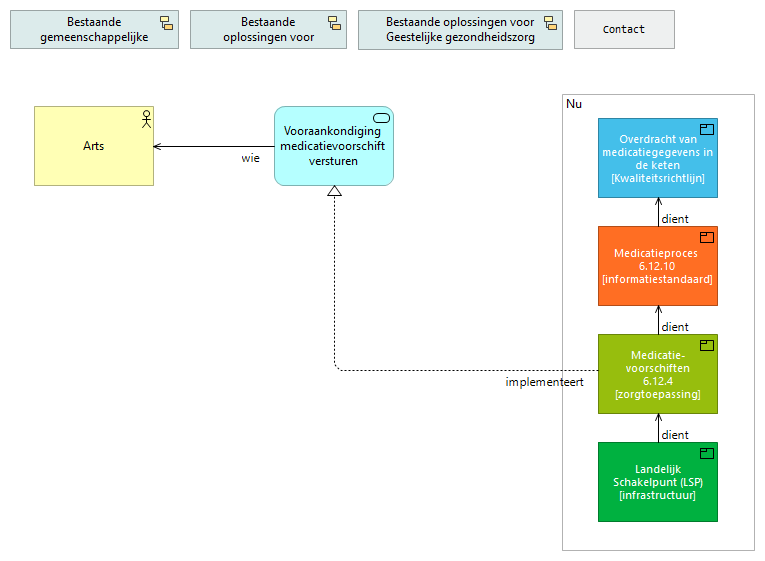 Bestaande
gemeenschappelijke
Bestaande
oplossingen voor
Bestaande oplossingen voor
Geestelijke gezondheidszorg
Contact
Arts
wie
Vooraankondiging
medicatievoorschift
versturen
Nu
Overdracht van
medicatiegegevens in
de keten
[Kwaliteitsrichtlijn]
dient
Medicatieproces
6.12.10
[informatiestandaard]
dient
Medicatie-
voorschiften
6.12.4
[zorgtoepassing]
implementeert
dient
Landelijk
Schakelpunt (LSP)
[infrastructuur]